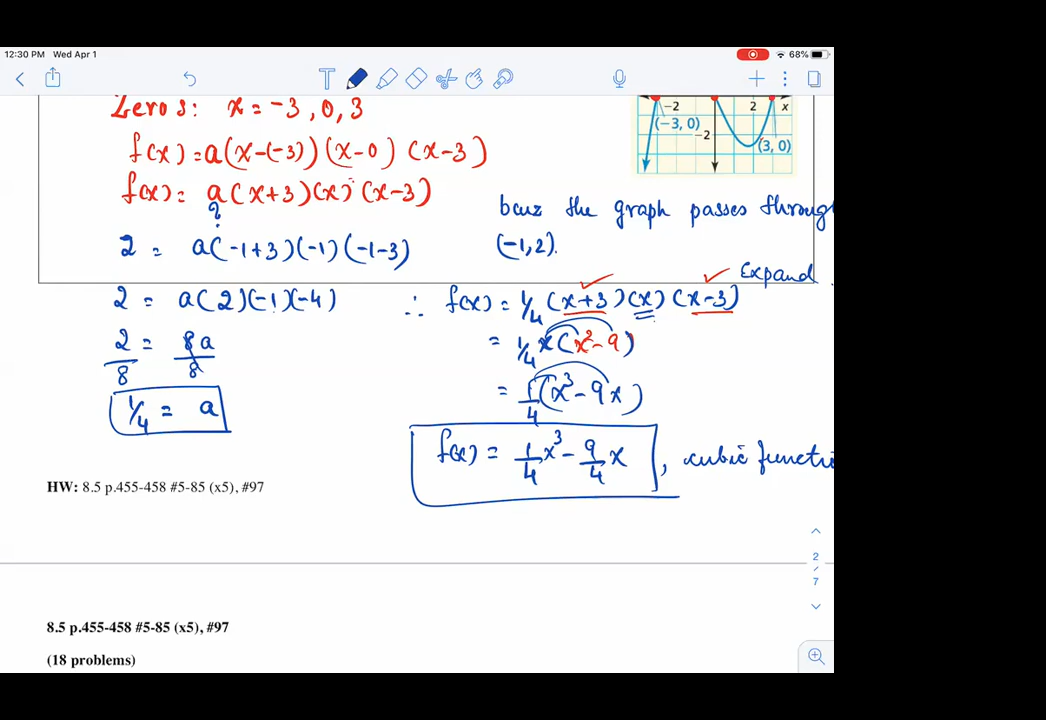 12:30 PM Wed Apr 1
68%
T
Zeros: x = -3, 0, 3
f(x) = a(x-(-3))(x-0)(x-3)
f(x) = a(x+3)(x)(x-3)
?
-2 2 x
(-3, 0) -2 (3, 0)
bcuz the graph passes through
(-1,2).
2 = a(-1+3)(-1)(-1-3)
Expand
2 = a(2)(-1)(-4)
∴ f(x) = 1/4 (x+3)(x)(x-3)
2/8 = 8a/8
= 1/4 x(x²-9)
1/4 = a
= 1/4(x³-9x)
f(x) = 1/4x³ - 9/4x , cubic functi
HW: 8.5 p.455-458 #5-85 (x5), #97
2
/
7
8.5 p.455-458 #5-85 (x5), #97
(18 problems)